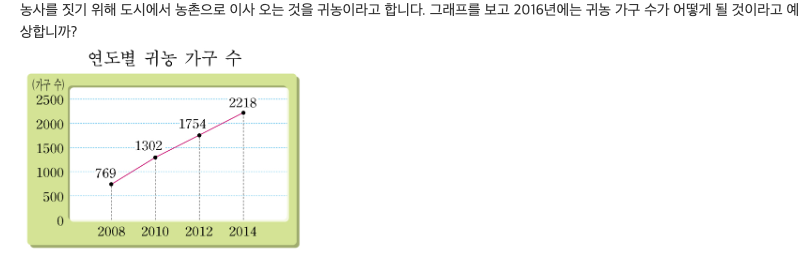 농사를 짓기 위해 도시에서 농촌으로 이사 오는 것을 귀농이라고 합니다. 그래프를 보고 2016년에는 귀농 가구 수가 어떻게 될 것이라고 예
상합니까?
연도별 귀농 가구 수
(가구 수)
2500
2000
1500
1000
500
0
769
1302
1754
2218
2008 2010 2012 2014